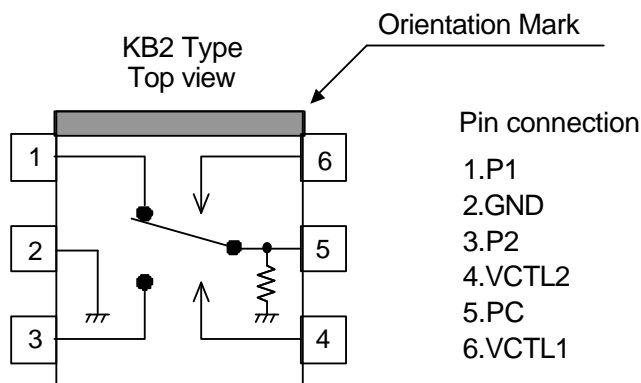 Orientation Mark
KB2 Type
Top view
Pin connection
1
6
1.P1
2.GND
2
5
3.P2
4.VCTL2
5.PC
3
4
6.VCTL1